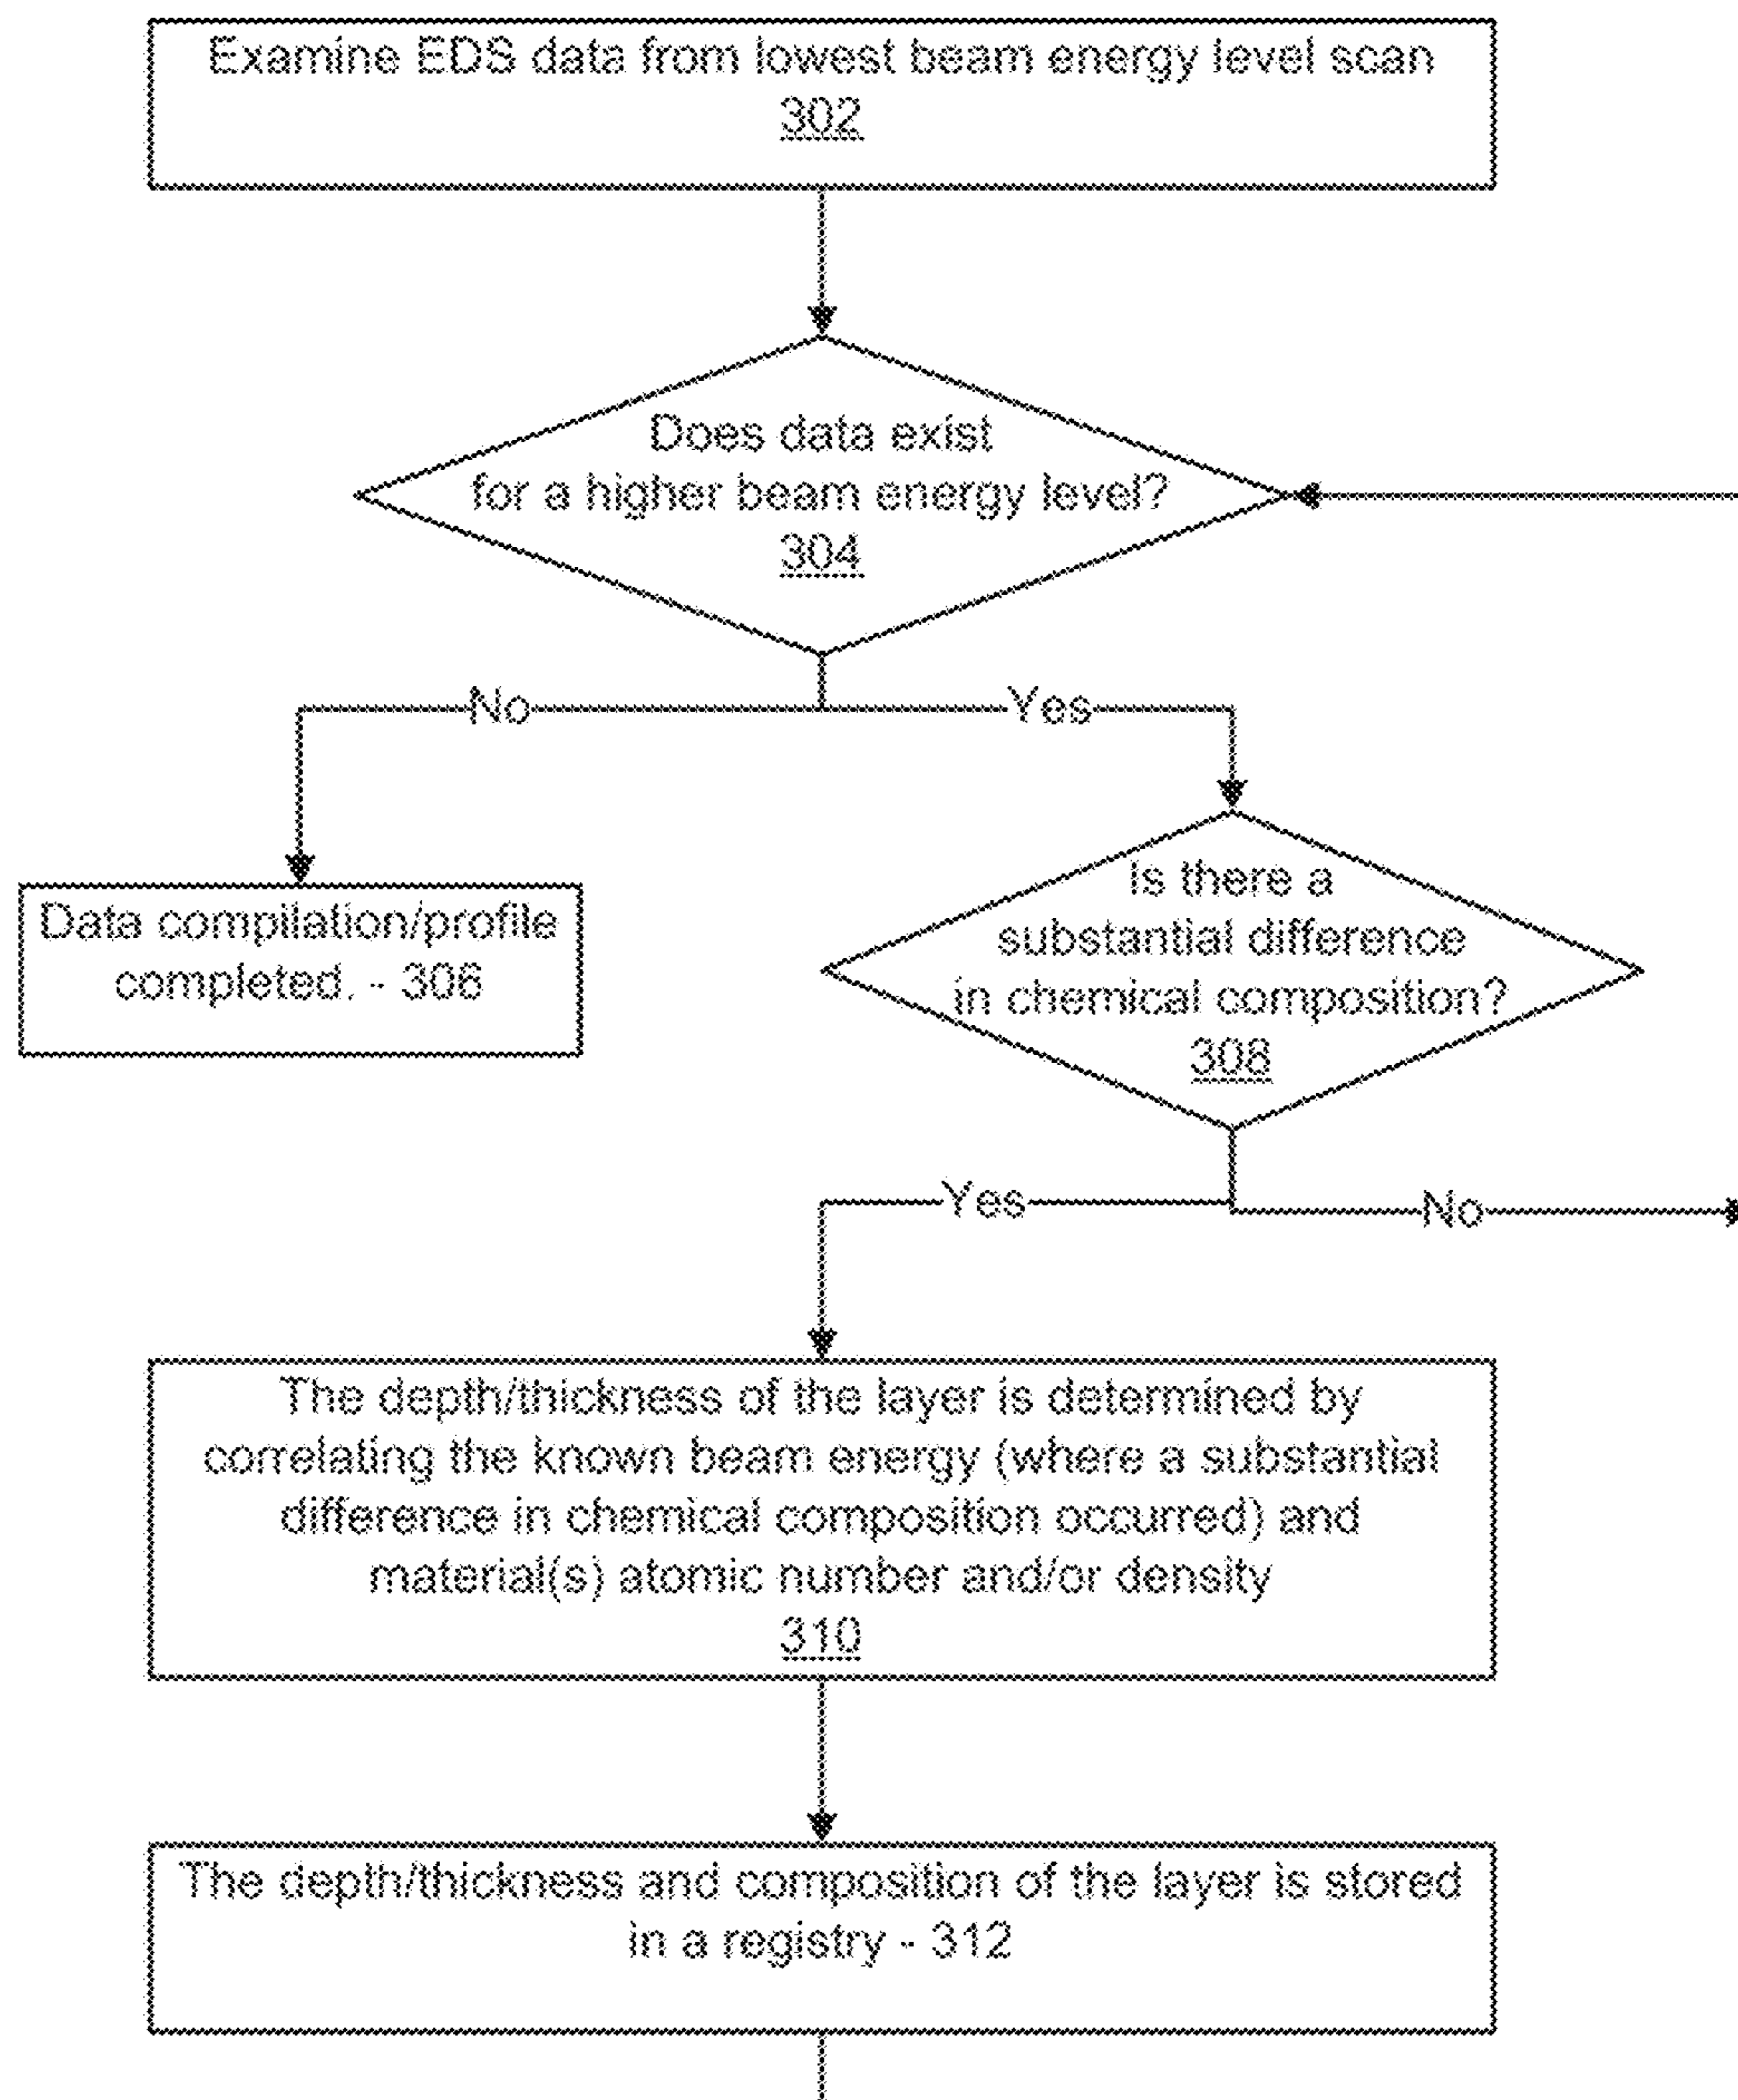 Examine EDS data from lowest beam energy level scan
302
Does data exist
for a higher beam energy level?
304
No
Yes
Data compilation/profile
completed. - 306
Is there a
substantial difference
in chemical composition?
308
Yes
No
The depth/thickness of the layer is determined by
correlating the known beam energy (where a substantial
difference in chemical composition occurred) and
material(s) atomic number and/or density
310
The depth/thickness and composition of the layer is stored
in a registry - 312